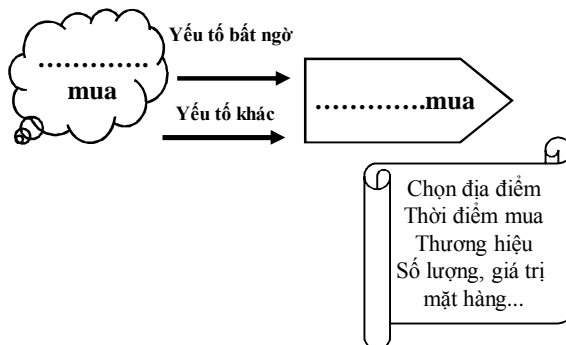 Yếu tố bất ngờ
..............
mua
Yếu tố khác
.............mua
Chọn địa điểm
Thời điểm mua
Thương hiệu
Số lượng, giá trị
mặt hàng...